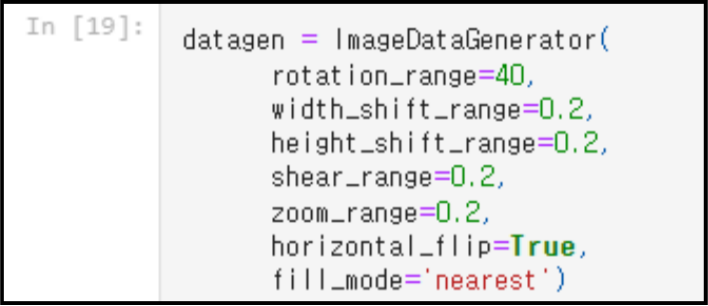 In [19]:
datagen = ImageDataGenerator(
rotation_range=40,
width_shift_range=0.2,
height_shift_range=0.2,
shear_range=0.2,
zoom_range=0.2,
horizontal_flip=True,
fill_mode='nearest')